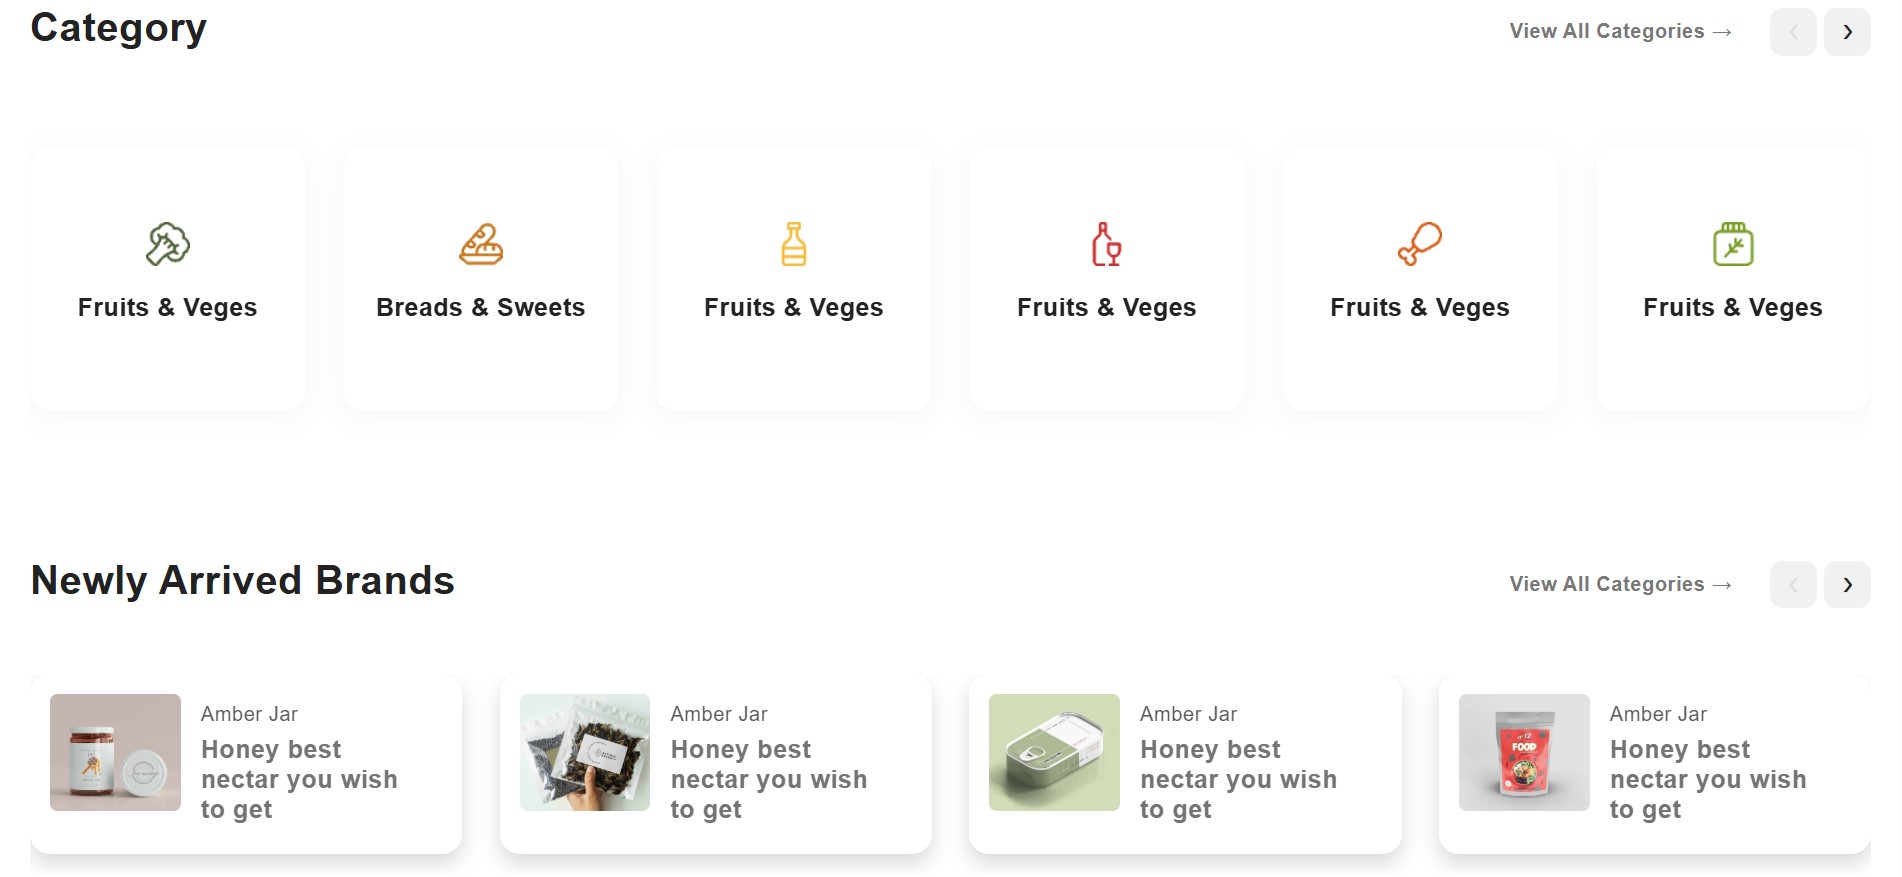 Category
View All Categories →
Fruits & Veges
Breads & Sweets
Fruits & Veges
Fruits & Veges
Fruits & Veges
Fruits & Veges
Newly Arrived Brands
View All Categories →
Amber Jar
Honey best
nectar you wish
to get
Amber Jar
Honey best
nectar you wish
to get
Amber Jar
Honey best
nectar you wish
to get
Amber Jar
Honey best
nectar you wish
to get
FOOD